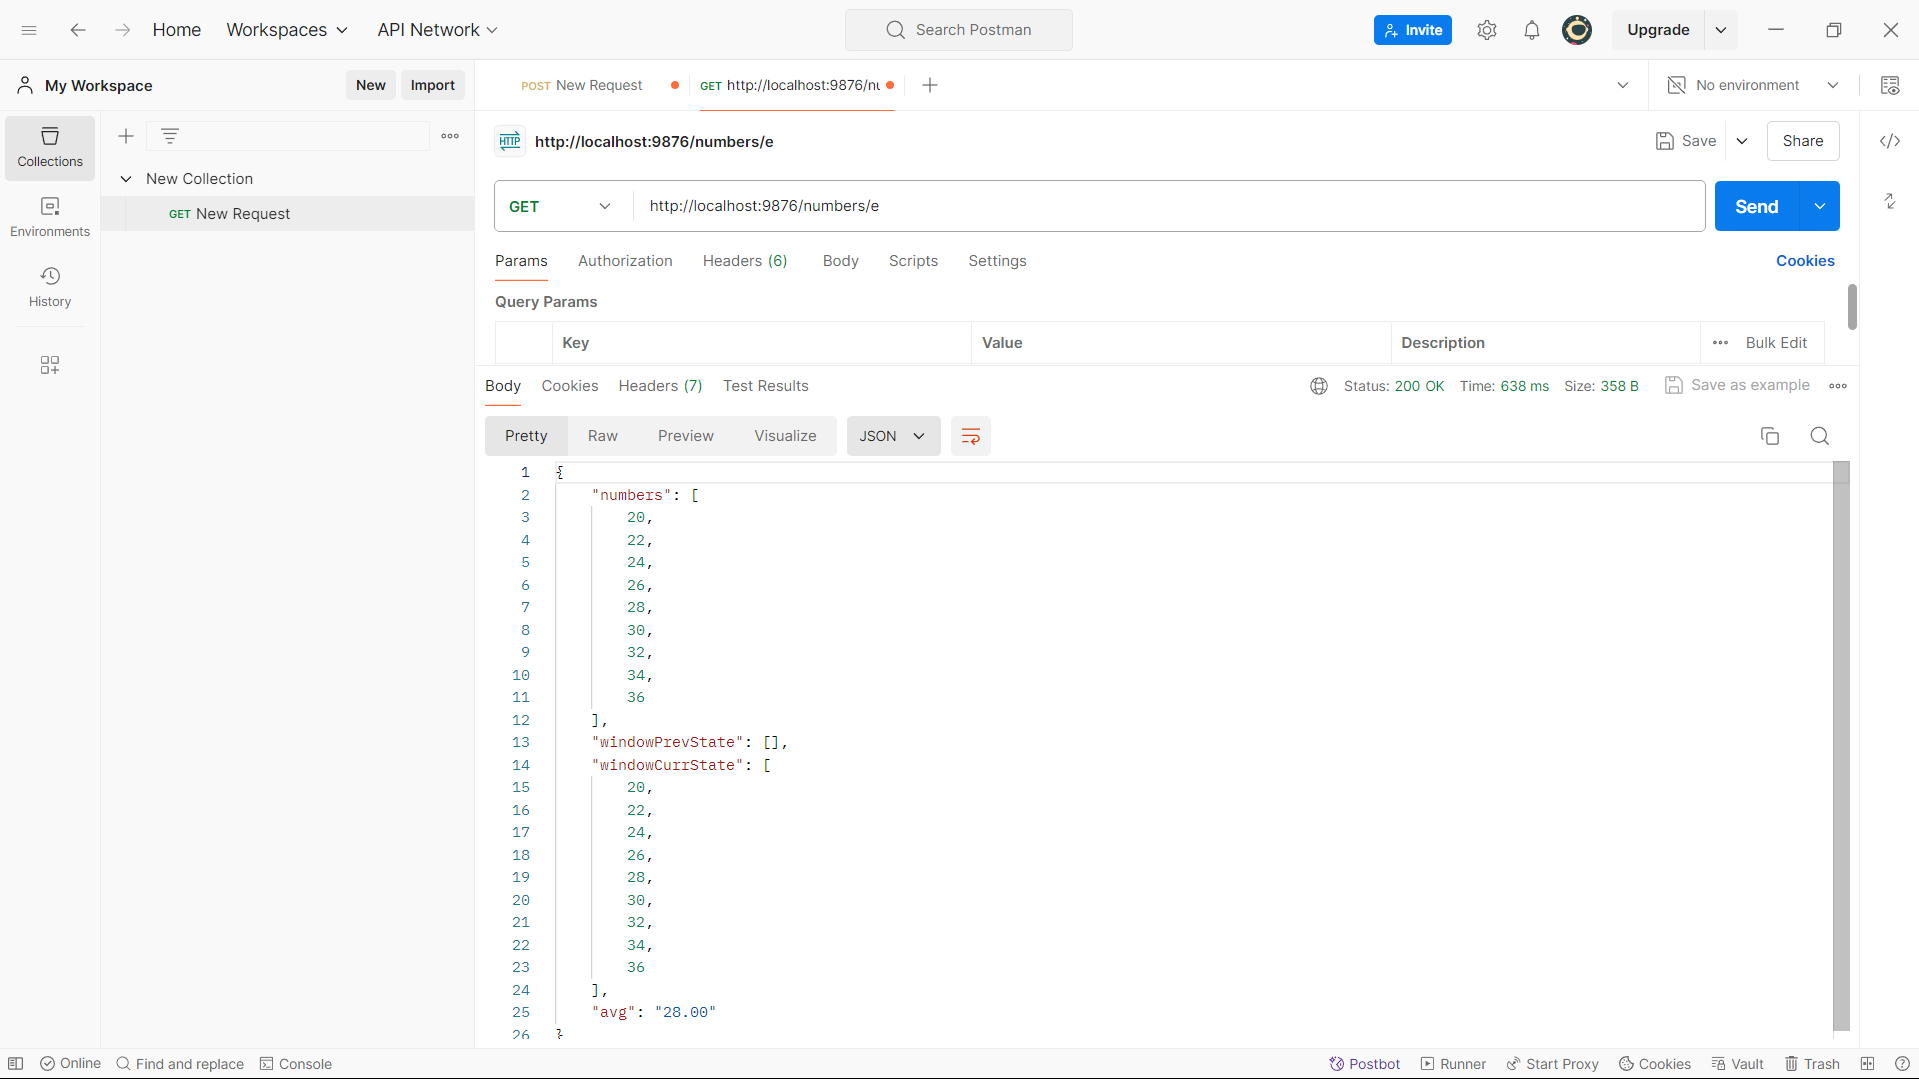 Home Workspaces API Network Search Postman Invite Upgrade
My Workspace New Import POST New Request GET http://localhost:9876/nu No environment
Collections
Environments
History
New Collection
GET New Request
HTTP http://localhost:9876/numbers/e Save Share
GET http://localhost:9876/numbers/e Send
Params Authorization Headers (6) Body Scripts Settings Cookies
Query Params
Key Value Description Bulk Edit
Body Cookies Headers (7) Test Results Status: 200 OK Time: 638 ms Size: 358 B Save as example
Pretty Raw Preview Visualize JSON
1 {
2 "numbers": [
3 20,
4 22,
5 24,
6 26,
7 28,
8 30,
9 32,
10 34,
11 36
12 ],
13 "windowPrevState": [],
14 "windowCurrState": [
15 20,
16 22,
17 24,
18 26,
19 28,
20 30,
21 32,
22 34,
23 36
24 ],
25 "avg": "28.00"
26 }
Online Find and replace Console Postbot Runner Start Proxy Cookies Vault Trash